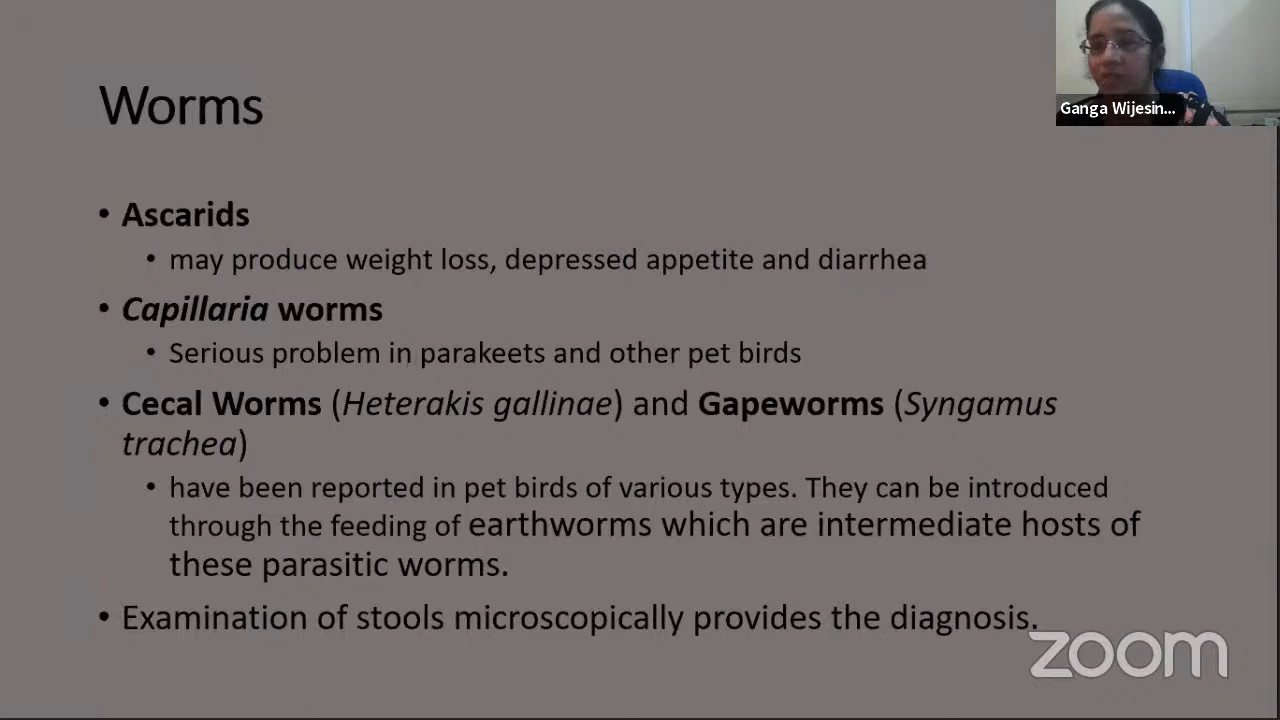 Worms
Ganga Wijesin...
• Ascarids
• may produce weight loss, depressed appetite and diarrhea
• Capillaria worms
• Serious problem in parakeets and other pet birds
• Cecal Worms (Heterakis gallinae) and Gapeworms (Syngamus
trachea)
• have been reported in pet birds of various types. They can be introduced
through the feeding of earthworms which are intermediate hosts of
these parasitic worms.
• Examination of stools microscopically provides the diagnosis.
zoom